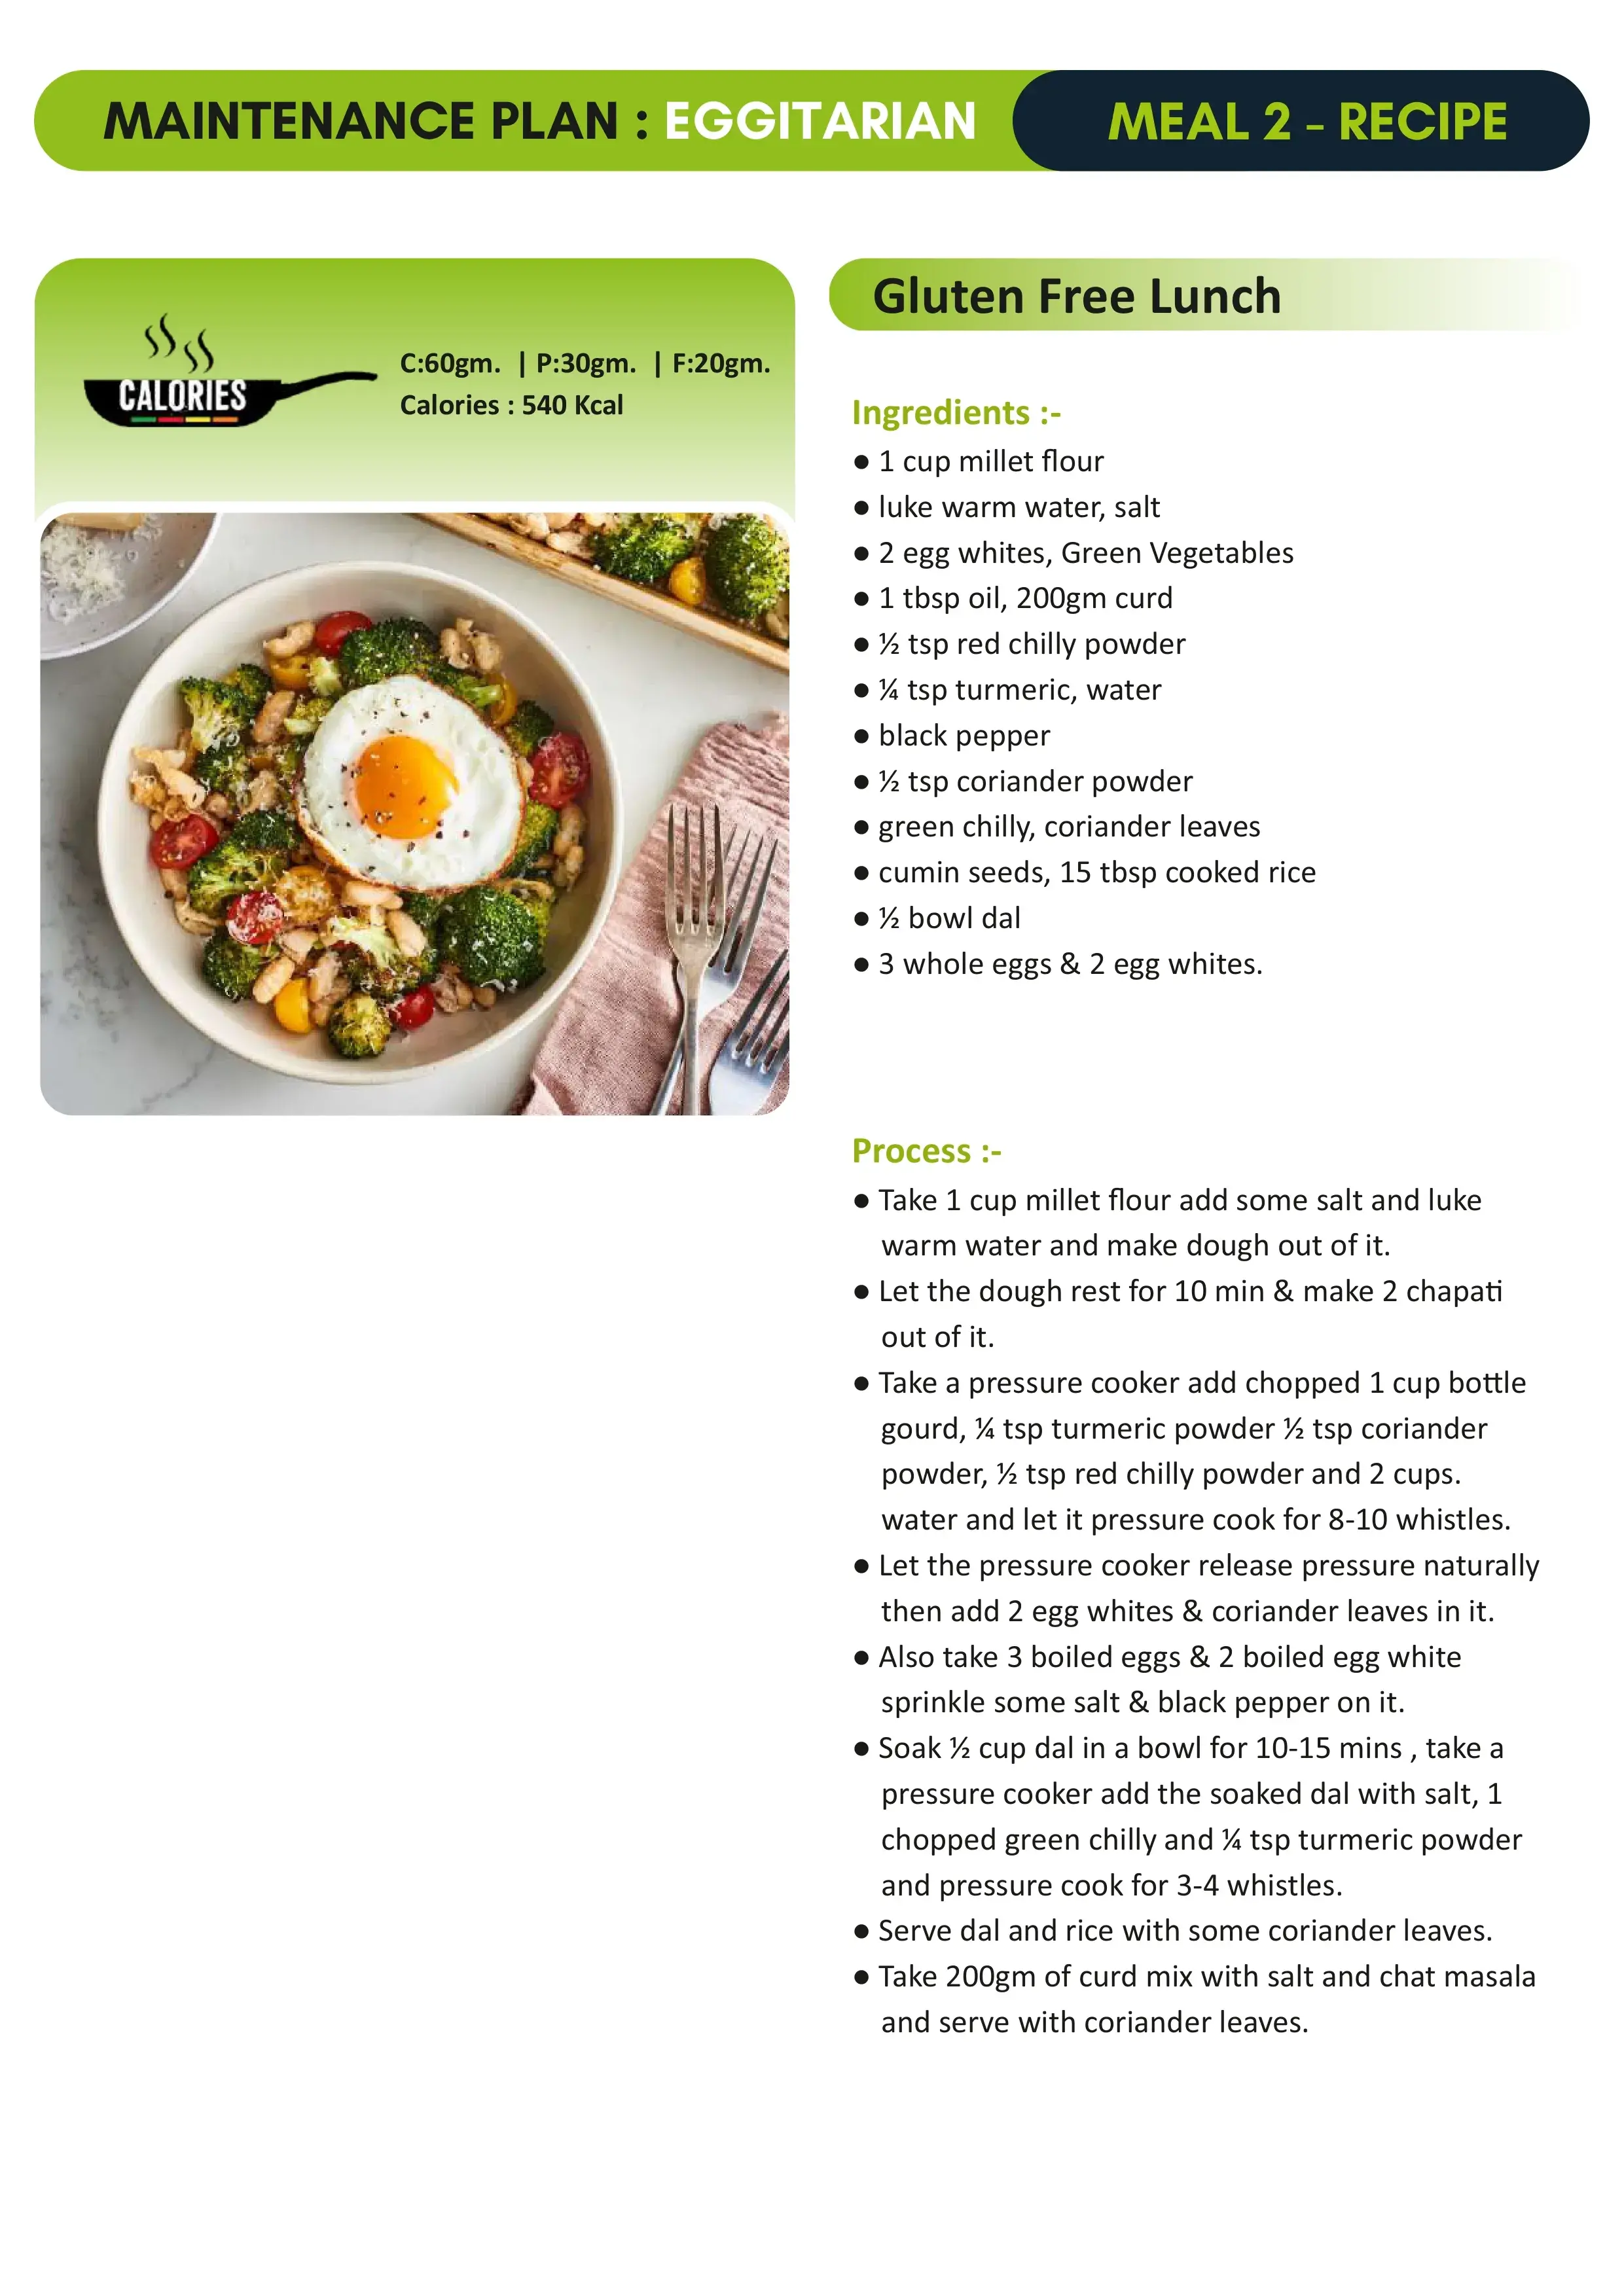 MAINTENANCE PLAN : EGGITARIAN
MEAL 2 - RECIPE
CALORIES
C:60gm. | P:30gm. | F:20gm.
Calories : 540 Kcal
Gluten Free Lunch
Ingredients :-
● 1 cup millet flour
● luke warm water, salt
● 2 egg whites, Green Vegetables
● 1 tbsp oil, 200gm curd
● ½ tsp red chilly powder
● ¼ tsp turmeric, water
● black pepper
● ½ tsp coriander powder
● green chilly, coriander leaves
● cumin seeds, 15 tbsp cooked rice
● ½ bowl dal
● 3 whole eggs & 2 egg whites.
Process :-
● Take 1 cup millet flour add some salt and luke
warm water and make dough out of it.
● Let the dough rest for 10 min & make 2 chapati
out of it.
● Take a pressure cooker add chopped 1 cup bottle
gourd, ¼ tsp turmeric powder ½ tsp coriander
powder, ½ tsp red chilly powder and 2 cups.
water and let it pressure cook for 8-10 whistles.
● Let the pressure cooker release pressure naturally
then add 2 egg whites & coriander leaves in it.
● Also take 3 boiled eggs & 2 boiled egg white
sprinkle some salt & black pepper on it.
● Soak ½ cup dal in a bowl for 10-15 mins , take a
pressure cooker add the soaked dal with salt, 1
chopped green chilly and ¼ tsp turmeric powder
and pressure cook for 3-4 whistles.
● Serve dal and rice with some coriander leaves.
● Take 200gm of curd mix with salt and chat masala
and serve with coriander leaves.